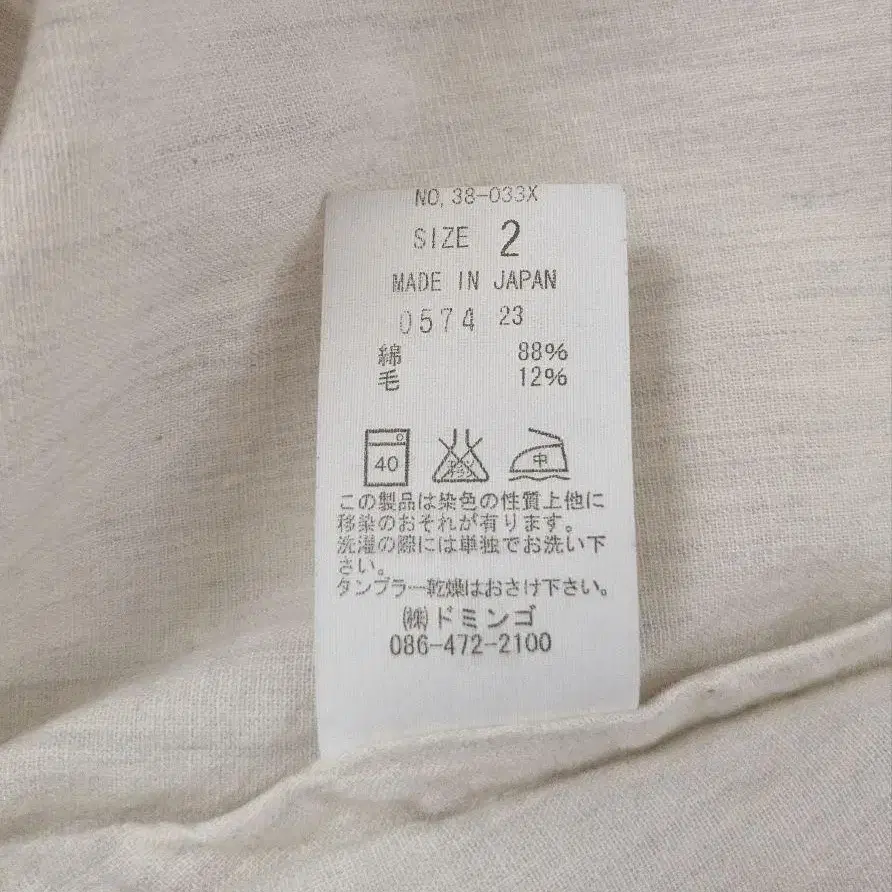 NO, 38-033X
SIZE 2
MADE IN JAPAN
0574 23
綿 88%
毛 12%
40 中
この製品は染色の性質上他に
移染のおそれが有ります。
洗濯の際には単独でお洗い下
さい。
タンブラー乾燥はおさけ下さい。
㈱ドミンゴ
086-472-2100